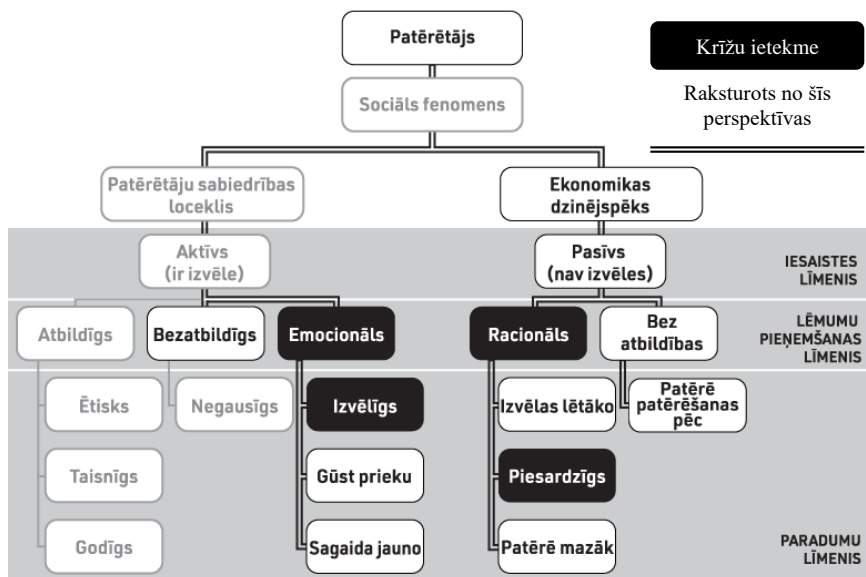 Patērētājs
Krīžu ietekme
Raksturots no šīs
perspektīvas
Sociāls fenomens
Patērētāju sabiedrības
loceklis
Ekonomikas
dzinējspēks
Aktīvs
(ir izvēle)
Pasīvs
(nav izvēles)
IESAISTES
LĪMENIS
Atbildīgs
Bezatbildīgs
Emocionāls
Racionāls
Bez
atbildības
LĒMUMU
PIEŅEMŠANAS
LĪMENIS
Ētisks
Negausīgs
Izvēlīgs
Izvēlas lētāko
Patērē
patērēšanas
pēc
Taisnīgs
Gūst prieku
Piesardzīgs
Godīgs
Sagaida jauno
Patērē mazāk
PARADUMU
LĪMENIS